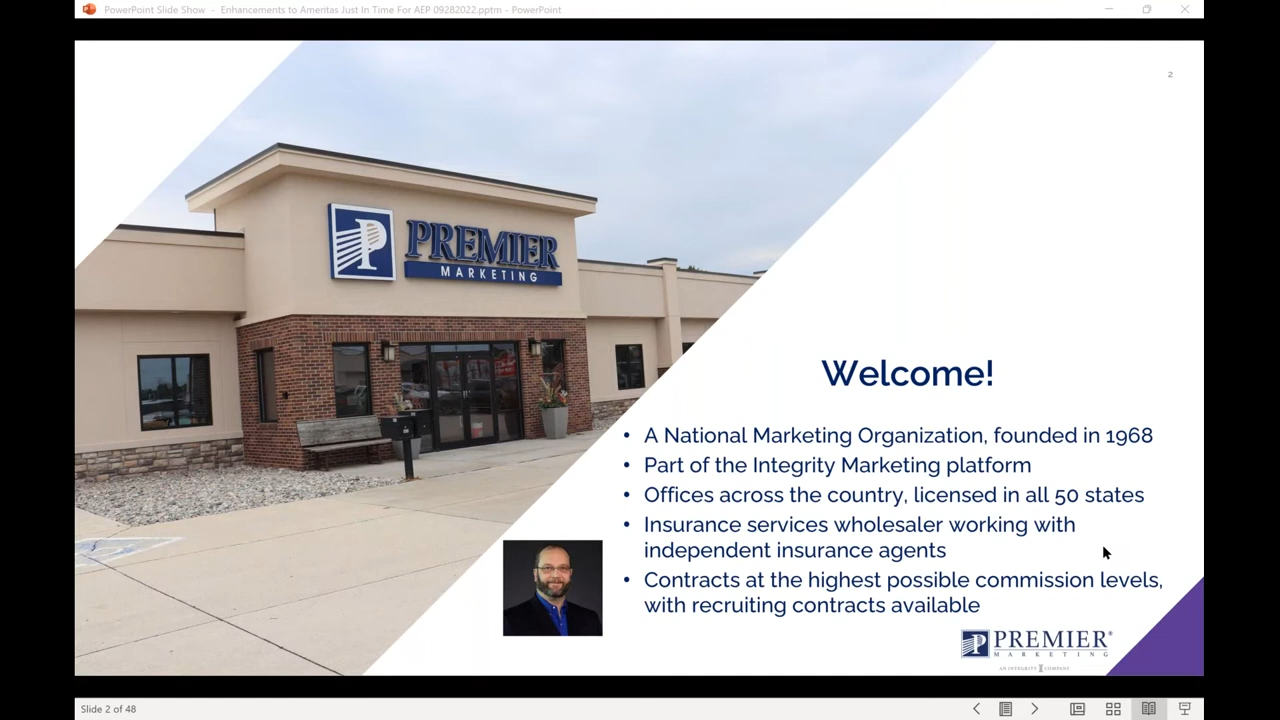 PowerPoint Slide Show - Enhancements to Ameritas Just In Time For AEP 09282022.pptm - PowerPoint
2
PREMIER
MARKETING
Welcome!
• A National Marketing Organization, founded in 1968
• Part of the Integrity Marketing platform
• Offices across the country, licensed in all 50 states
• Insurance services wholesaler working with
independent insurance agents
• Contracts at the highest possible commission levels,
with recruiting contracts available
PREMIER®
MARKETING
AN INTEGRITY COMPANY
Slide 2 of 48